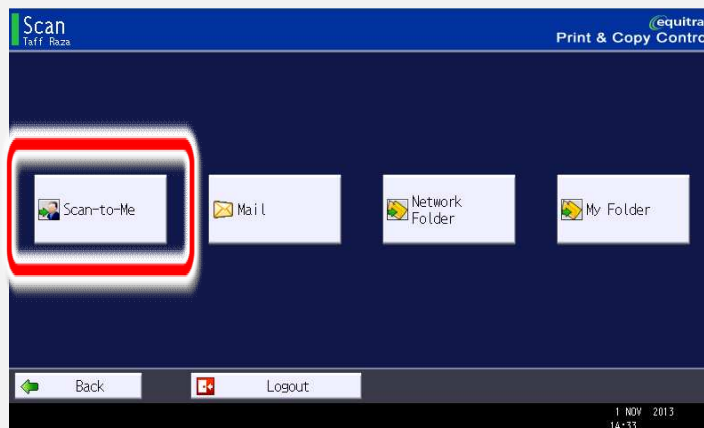 Scan
Taff Raza
equitra
Print & Copy Contro
Scan-to-Me
Mail
Network
Folder
My Folder
Back
Logout
1 NOV 2013
14:33